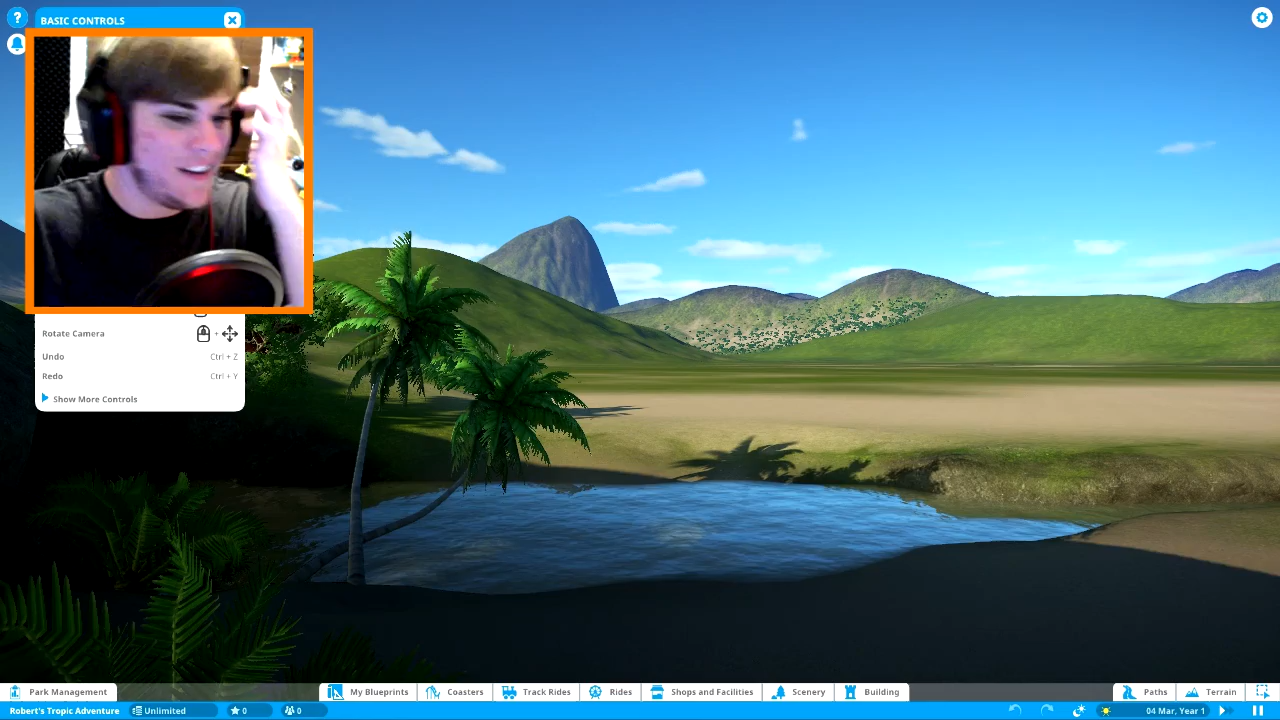 ?
BASIC CONTROLS
Rotate Camera
+
Undo Ctrl + Z
Redo Ctrl + Y
Show More Controls
Park Management My Blueprints Coasters Track Rides Rides Shops and Facilities Scenery Building Paths Terrain
Robert's Tropic Adventure Unlimited 0 0 04 Mar, Year 1